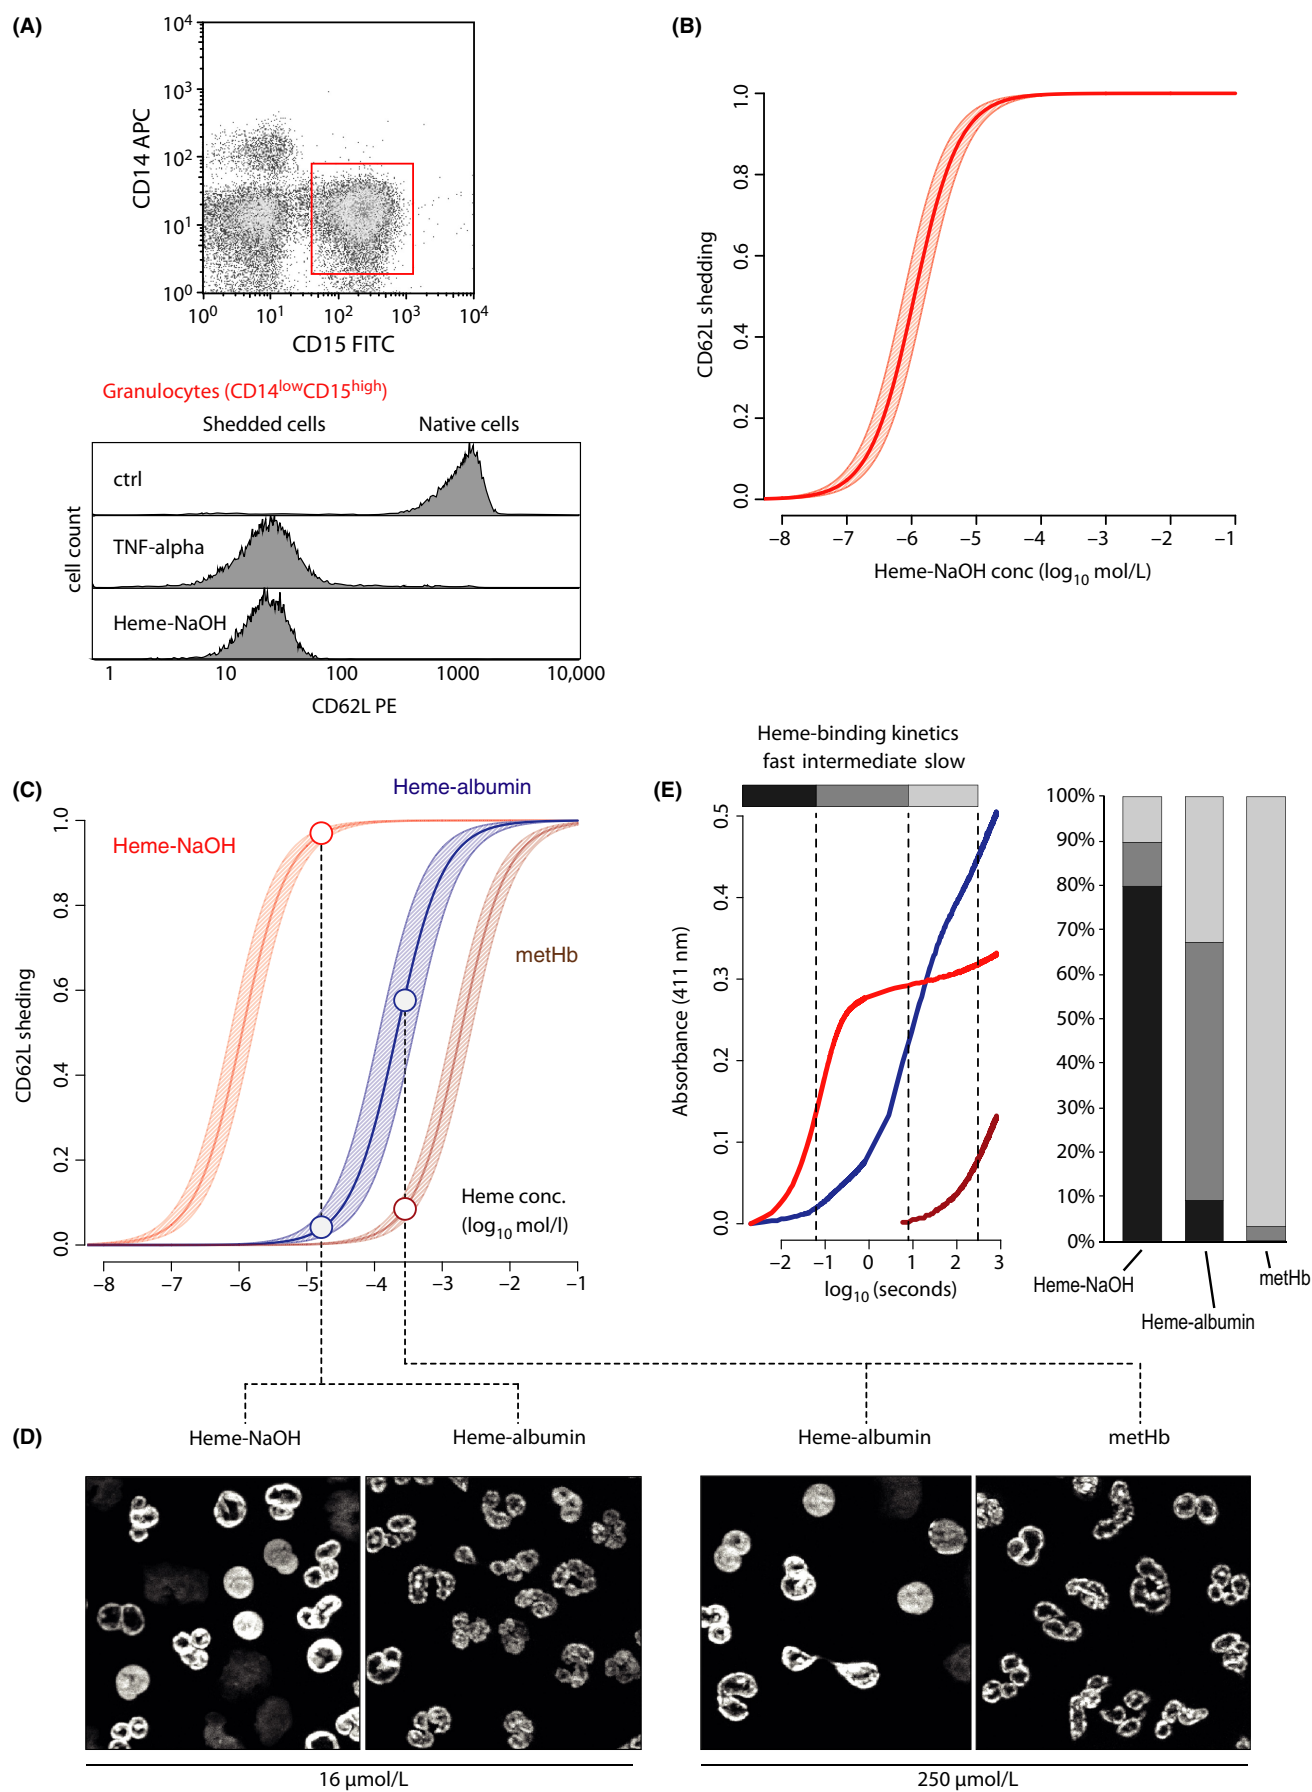 (A)
10⁴
10³
10²
10¹
10⁰
CD14 APC
10⁰ 10¹ 10² 10³ 10⁴
CD15 FITC
Granulocytes (CD14ˡᵒʷCD15ʰⁱᵍʰ)
Shedded cells Native cells
ctrl
TNF-alpha
Heme-NaOH
cell count
1 10 100 1000 10,000
CD62L PE
(B)
1.0
0.8
0.6
0.4
0.2
0.0
CD62L shedding
−8 −7 −6 −5 −4 −3 −2 −1
Heme-NaOH conc (log₁₀ mol/L)
(C)
Heme-albumin
Heme-NaOH
metHb
1.0
0.8
0.6
0.4
0.2
0.0
CD62L sheding
Heme conc.
(log₁₀ mol/l)
−8 −7 −6 −5 −4 −3 −2 −1
(E)
Heme-binding kinetics
fast intermediate slow
0.5
0.4
0.3
0.2
0.1
0.0
Absorbance (411 nm)
−2 −1 0 1 2 3
log₁₀ (seconds)
100%
90%
80%
70%
60%
50%
40%
30%
20%
10%
0%
Heme-NaOH
Heme-albumin
metHb
(D)
Heme-NaOH Heme-albumin Heme-albumin metHb
16 µmol/L 250 µmol/L